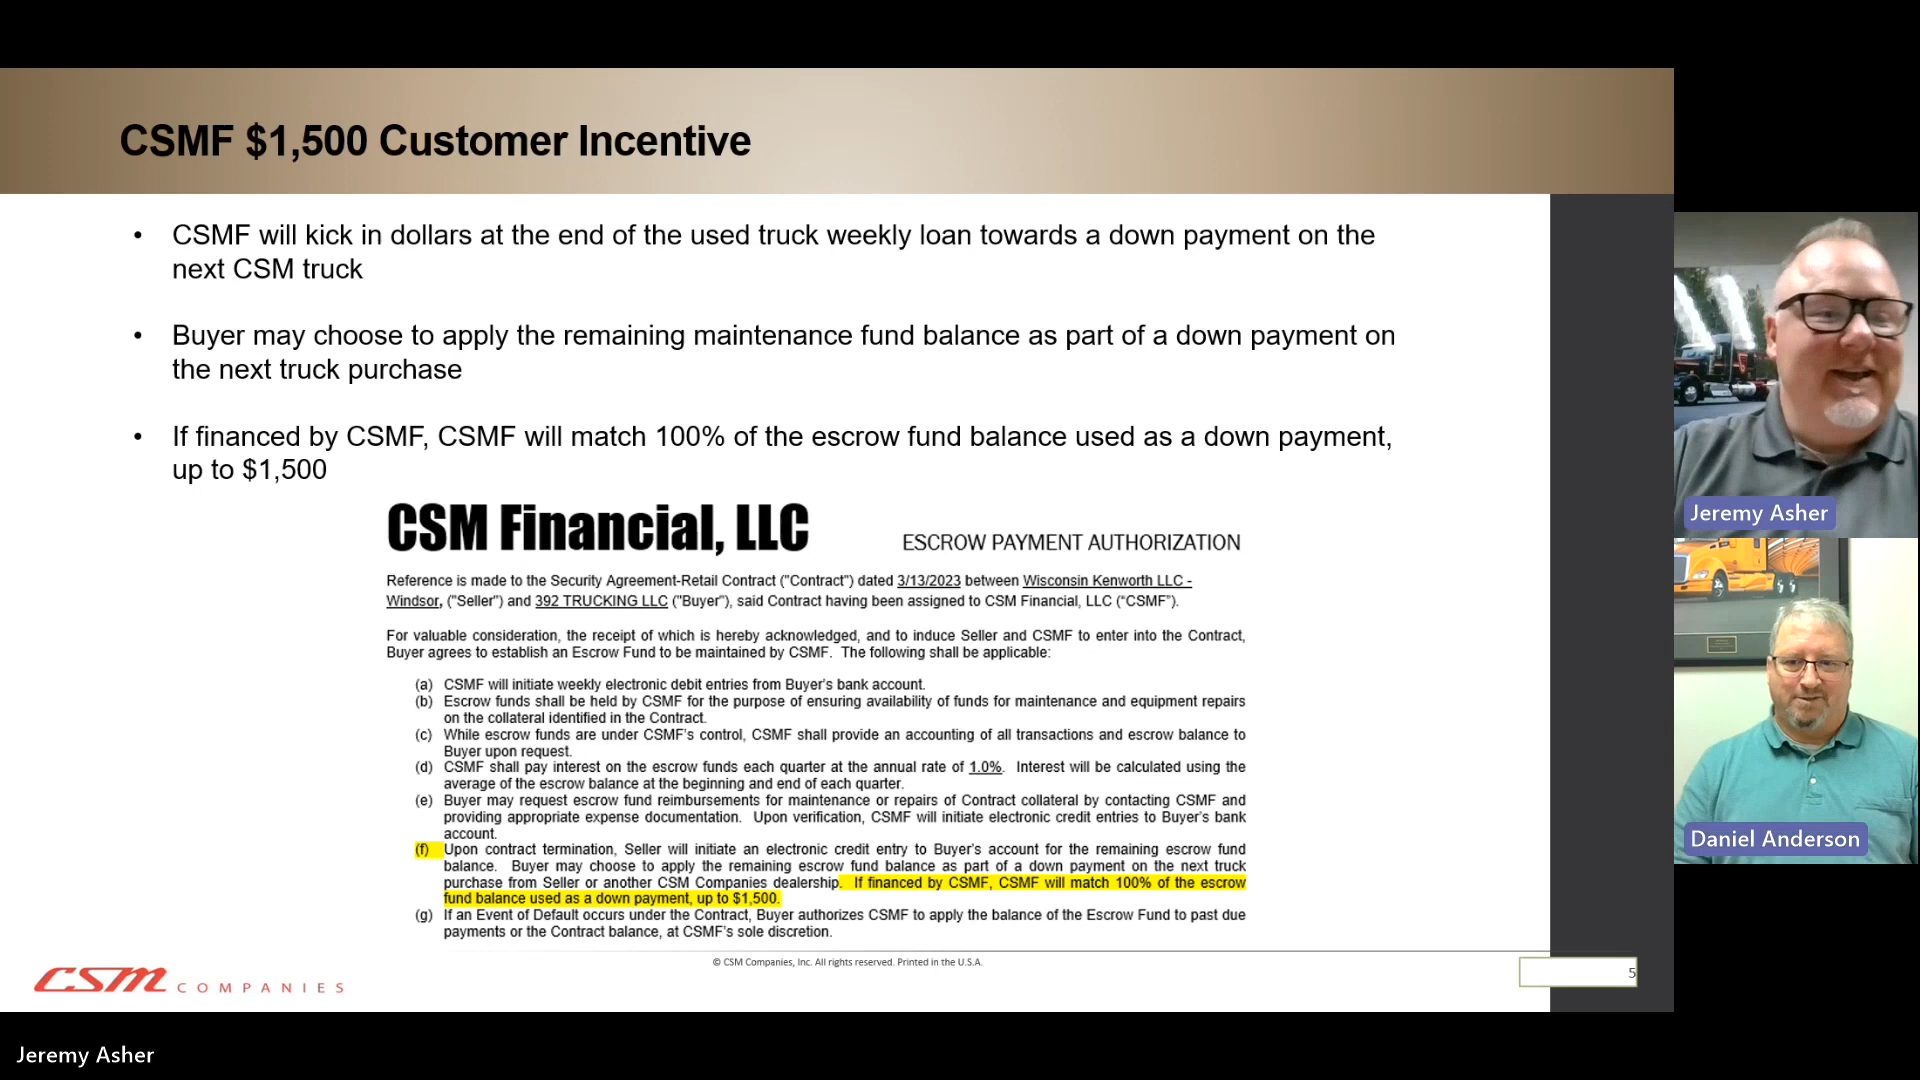 CSMF $1,500 Customer Incentive
• CSMF will kick in dollars at the end of the used truck weekly loan towards a down payment on the
next CSM truck
• Buyer may choose to apply the remaining maintenance fund balance as part of a down payment on
the next truck purchase
• If financed by CSMF, CSMF will match 100% of the escrow fund balance used as a down payment,
up to $1,500
CSM Financial, LLC
ESCROW PAYMENT AUTHORIZATION
Reference is made to the Security Agreement-Retail Contract ("Contract") dated 3/13/2023 between Wisconsin Kenworth LLC -
Windsor, ("Seller") and 392 TRUCKING LLC ("Buyer"), said Contract having been assigned to CSM Financial, LLC ("CSMF").
For valuable consideration, the receipt of which is hereby acknowledged, and to induce Seller and CSMF to enter into the Contract,
Buyer agrees to establish an Escrow Fund to be maintained by CSMF. The following shall be applicable:
(a) CSMF will initiate weekly electronic debit entries from Buyer's bank account.
(b) Escrow funds shall be held by CSMF for the purpose of ensuring availability of funds for maintenance and equipment repairs
on the collateral identified in the Contract.
(c) While escrow funds are under CSMF's control, CSMF shall provide an accounting of all transactions and escrow balance to
Buyer upon request.
(d) CSMF shall pay interest on the escrow funds each quarter at the annual rate of 1.0%. Interest will be calculated using the
average of the escrow balance at the beginning and end of each quarter.
(e) Buyer may request escrow fund reimbursements for maintenance or repairs of Contract collateral by contacting CSMF and
providing appropriate expense documentation. Upon verification, CSMF will initiate electronic credit entries to Buyer's bank
account.
(f) Upon contract termination, Seller will initiate an electronic credit entry to Buyer's account for the remaining escrow fund
balance. Buyer may choose to apply the remaining escrow fund balance as part of a down payment on the next truck
purchase from Seller or another CSM Companies dealership. If financed by CSMF, CSMF will match 100% of the escrow
fund balance used as a down payment, up to $1,500.
(g) If an Event of Default occurs under the Contract, Buyer authorizes CSMF to apply the balance of the Escrow Fund to past due
payments or the Contract balance, at CSMF's sole discretion.
© CSM Companies, Inc. All rights reserved. Printed in the U.S.A.
5
CSM COMPANIES
Jeremy Asher
Daniel Anderson
Jeremy Asher